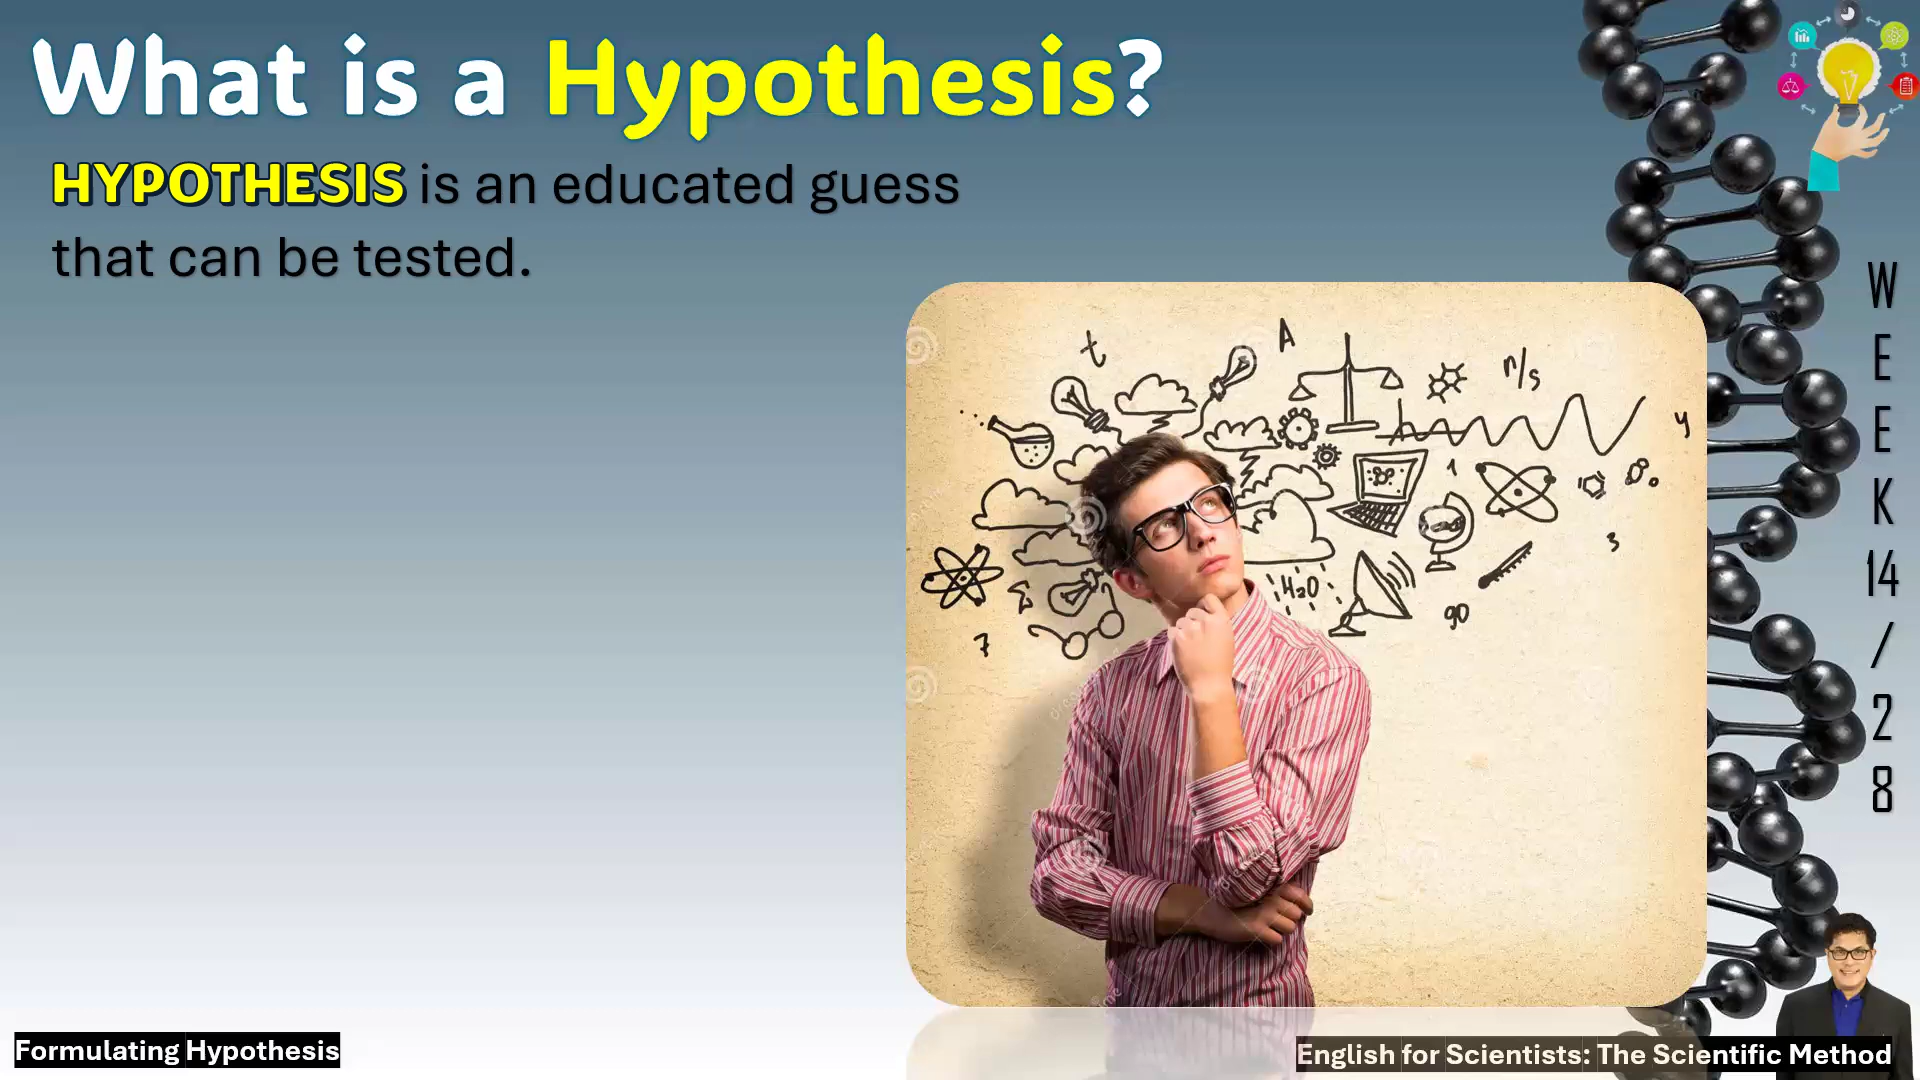 What is a Hypothesis?
HYPOTHESIS is an educated guess
that can be tested.
t
A
r/s
y
1
3
H₂O
Σ
90
7
W
E
E
K
14
/
2
8
Formulating Hypothesis
English for Scientists: The Scientific Method